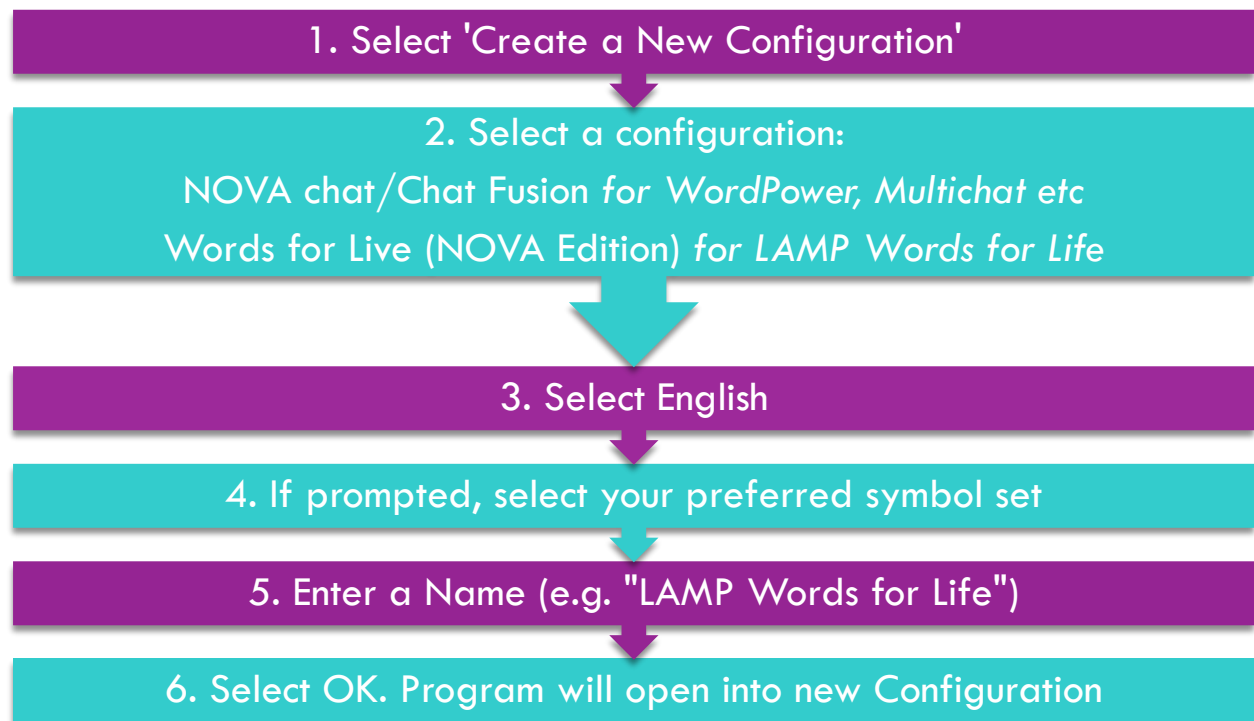 1. Select 'Create a New Configuration'
2. Select a configuration:
NOVA chat/Chat Fusion for WordPower, Multichat etc
Words for Live (NOVA Edition) for LAMP Words for Life
3. Select English
4. If prompted, select your preferred symbol set
5. Enter a Name (e.g. "LAMP Words for Life")
6. Select OK. Program will open into new Configuration